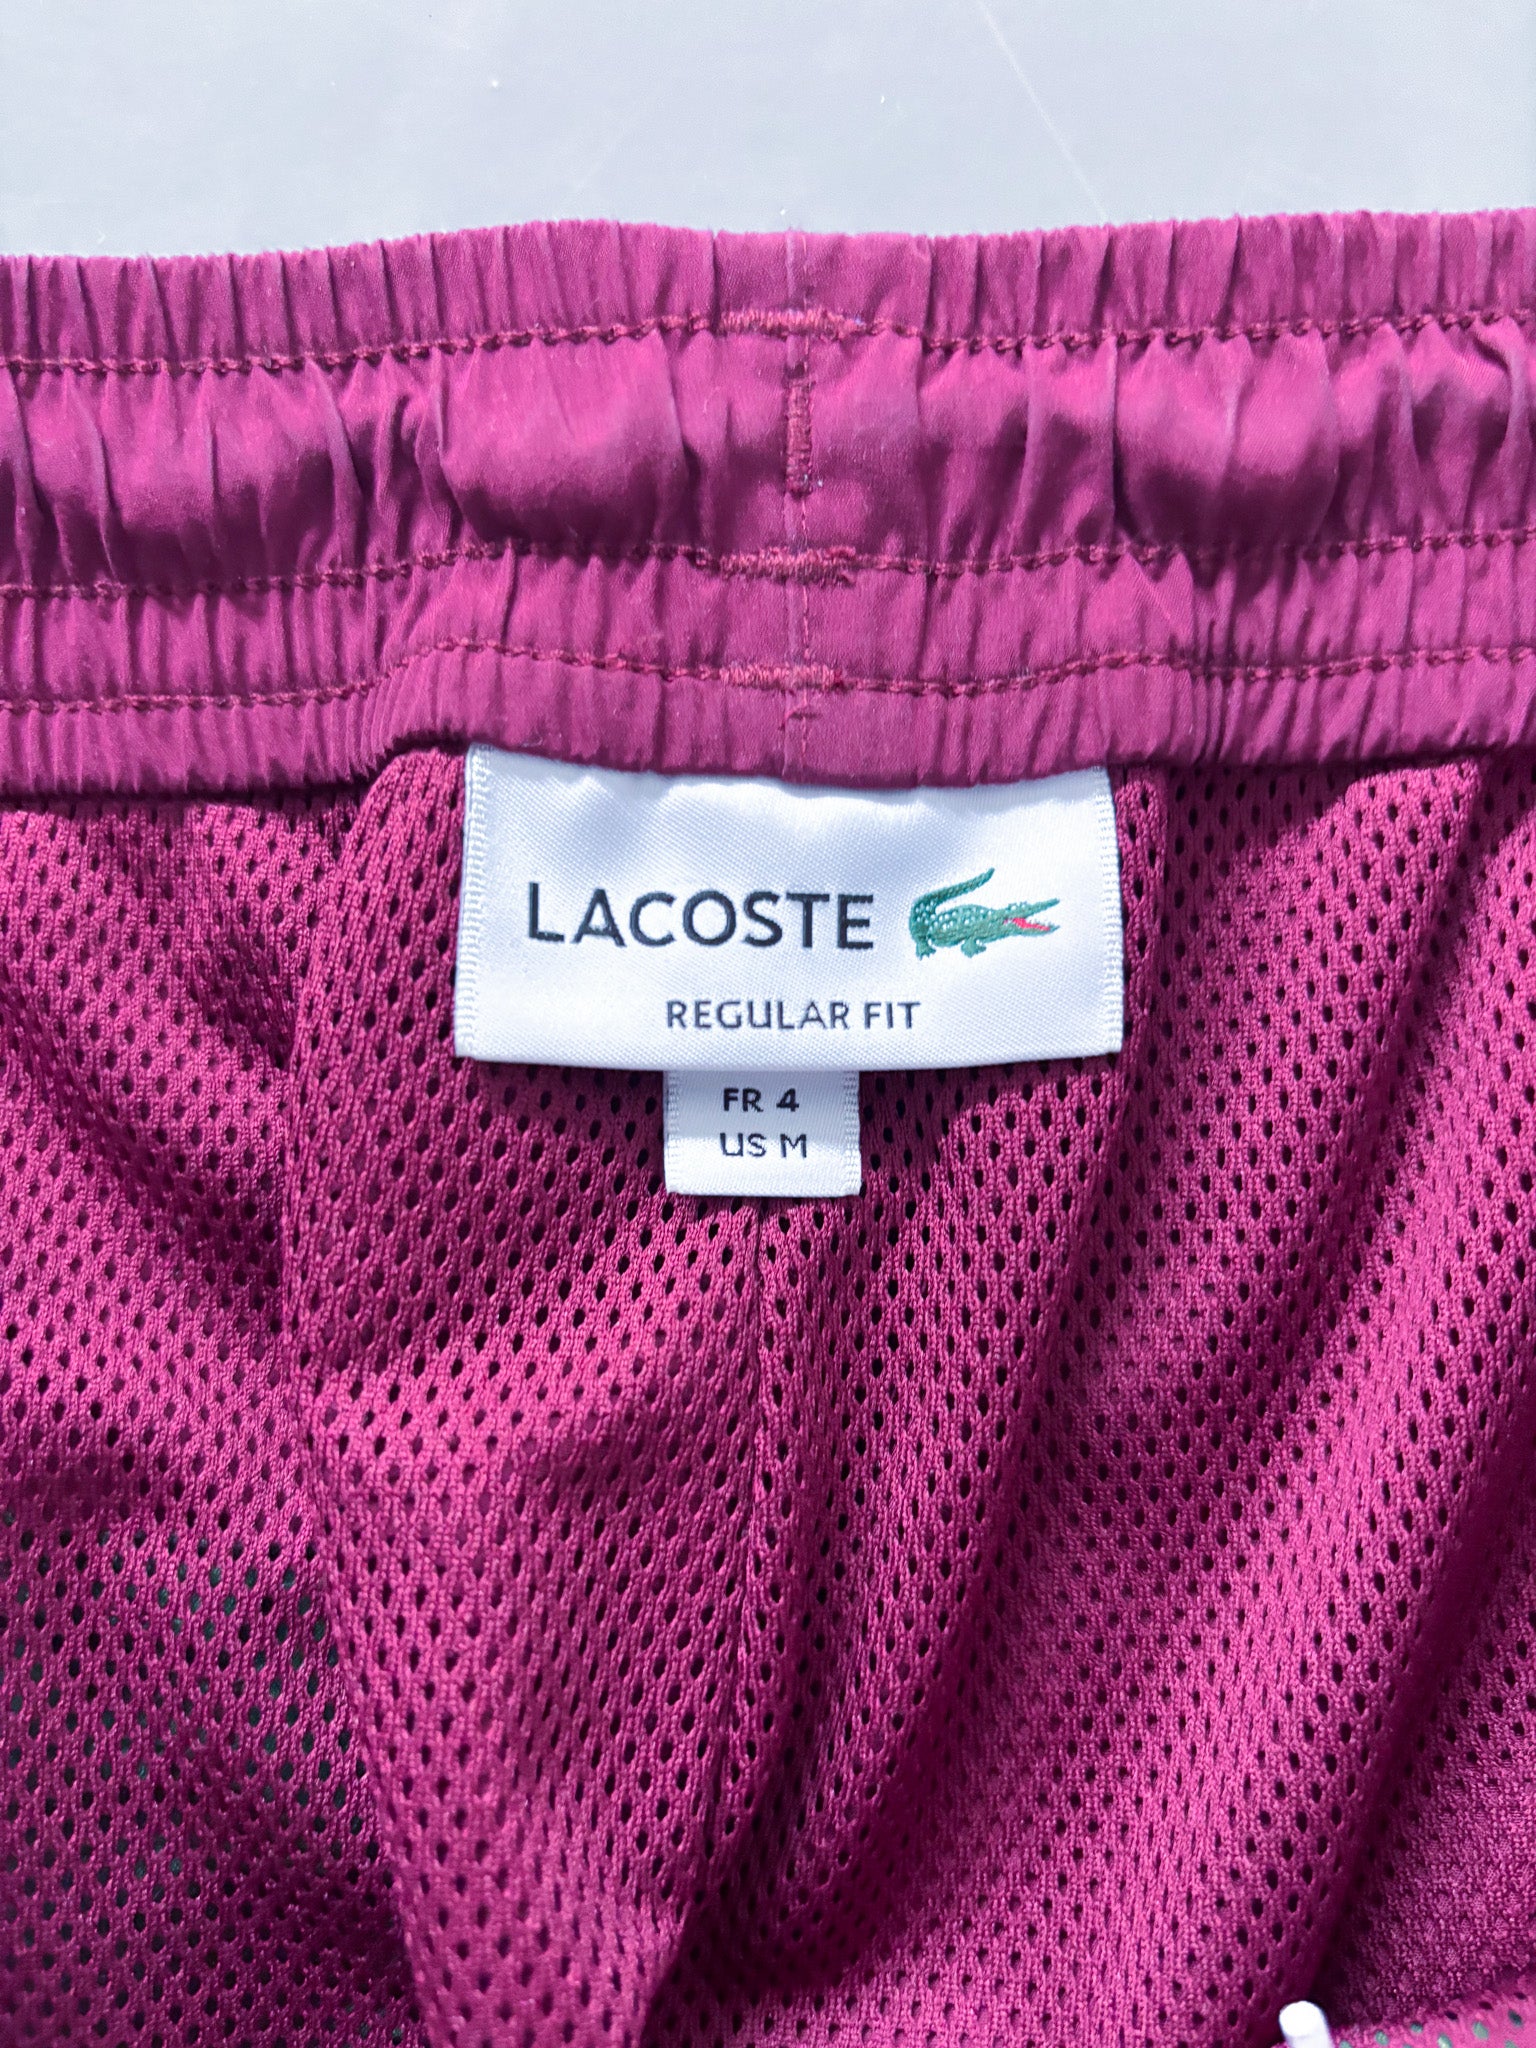 LACOSTE
REGULAR FIT
FR 4
US M